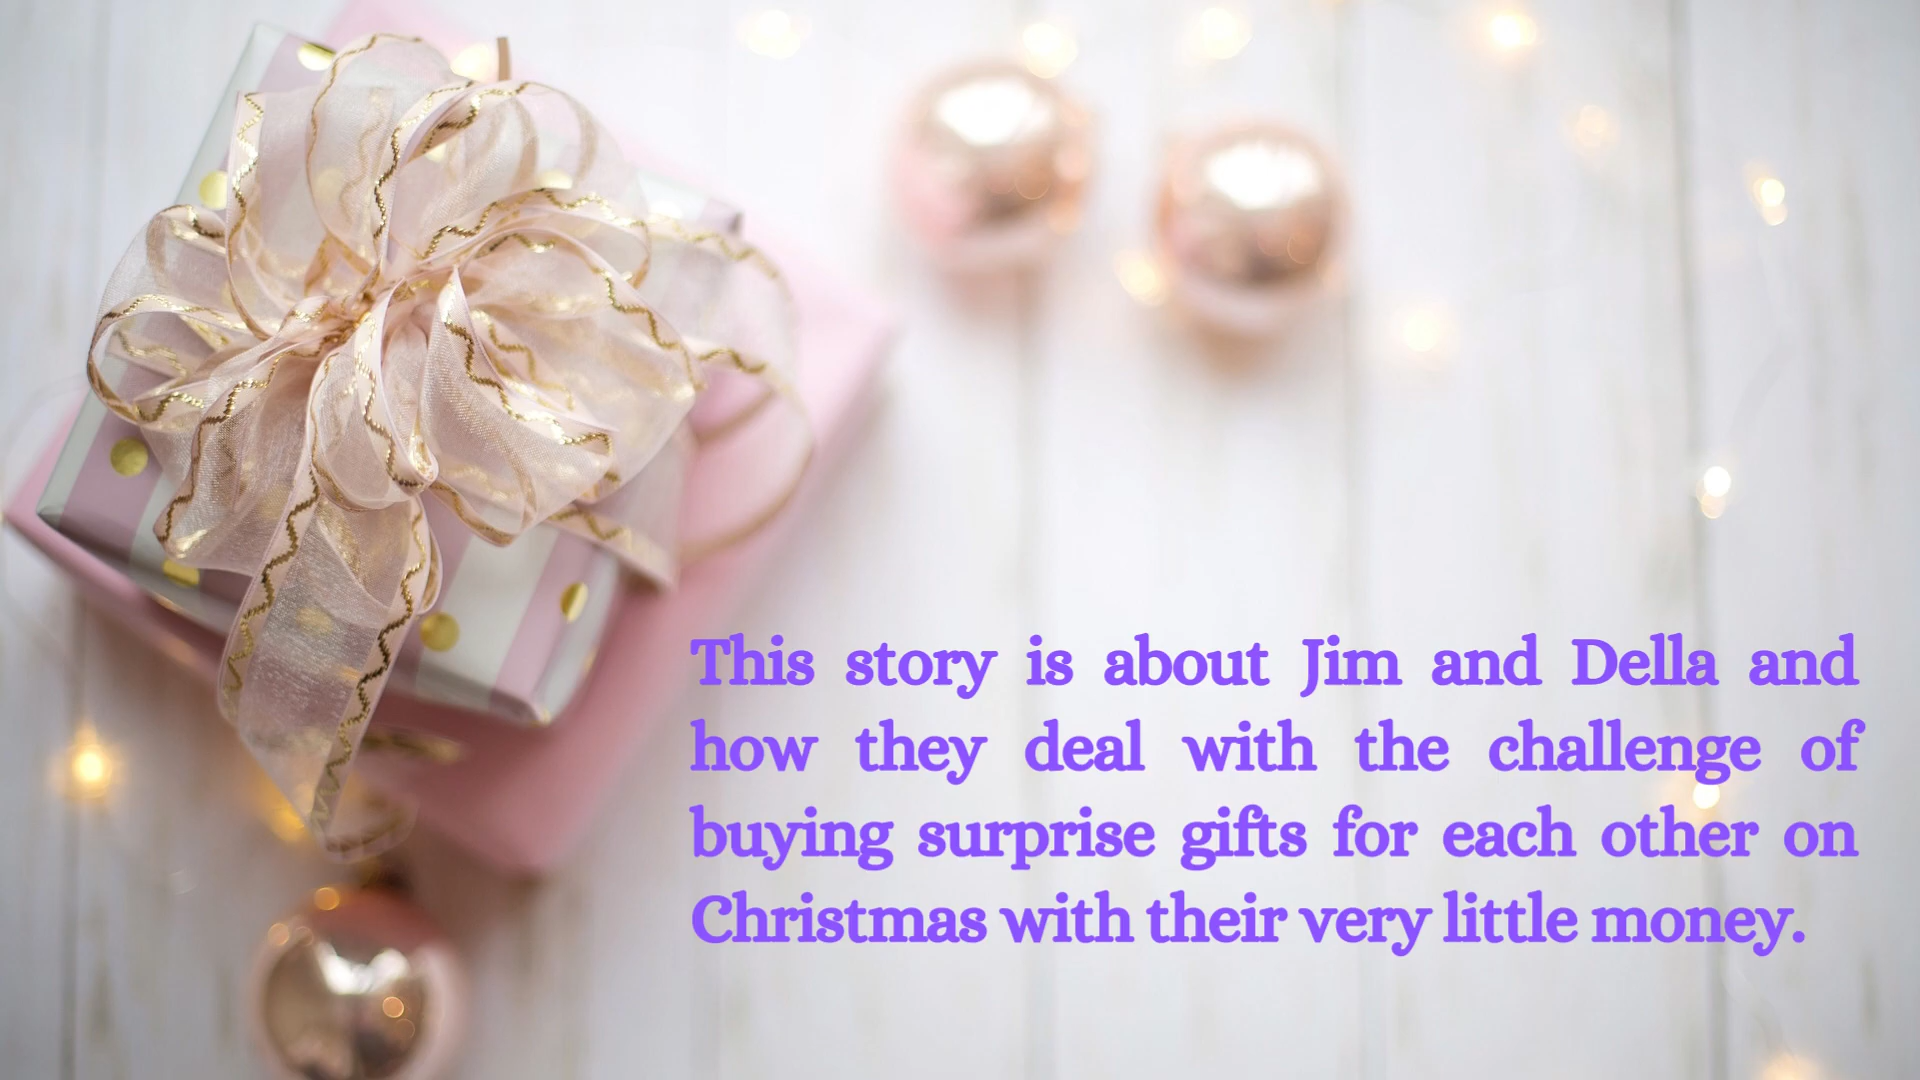 This story is about Jim and Della and
how they deal with the challenge of
buying surprise gifts for each other on
Christmas with their very little money.